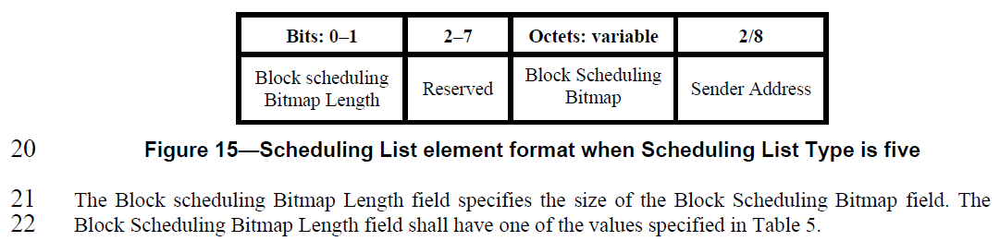 Bits: 0–1 2–7 Octets: variable 2/8
Block scheduling Bitmap Length Reserved Block Scheduling Bitmap Sender Address
20 Figure 15—Scheduling List element format when Scheduling List Type is five
21 The Block scheduling Bitmap Length field specifies the size of the Block Scheduling Bitmap field. The
22 Block Scheduling Bitmap Length field shall have one of the values specified in Table 5.